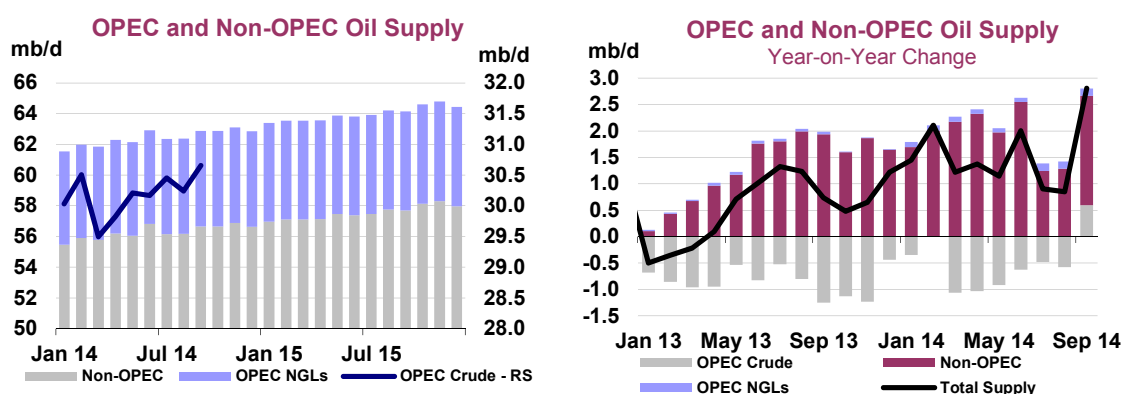 OPEC and Non-OPEC Oil Supply
mb/d
mb/d
66
64
62
60
58
56
54
52
50
32.0
31.5
31.0
30.5
30.0
29.5
29.0
28.5
28.0
Jan 14 Jul 14 Jan 15 Jul 15
Non-OPEC OPEC NGLs OPEC Crude - RS
OPEC and Non-OPEC Oil Supply
Year-on-Year Change
mb/d
3.0
2.5
2.0
1.5
1.0
0.5
0.0
-0.5
-1.0
-1.5
Jan 13 May 13 Sep 13 Jan 14 May 14 Sep 14
OPEC Crude Non-OPEC
OPEC NGLs Total Supply